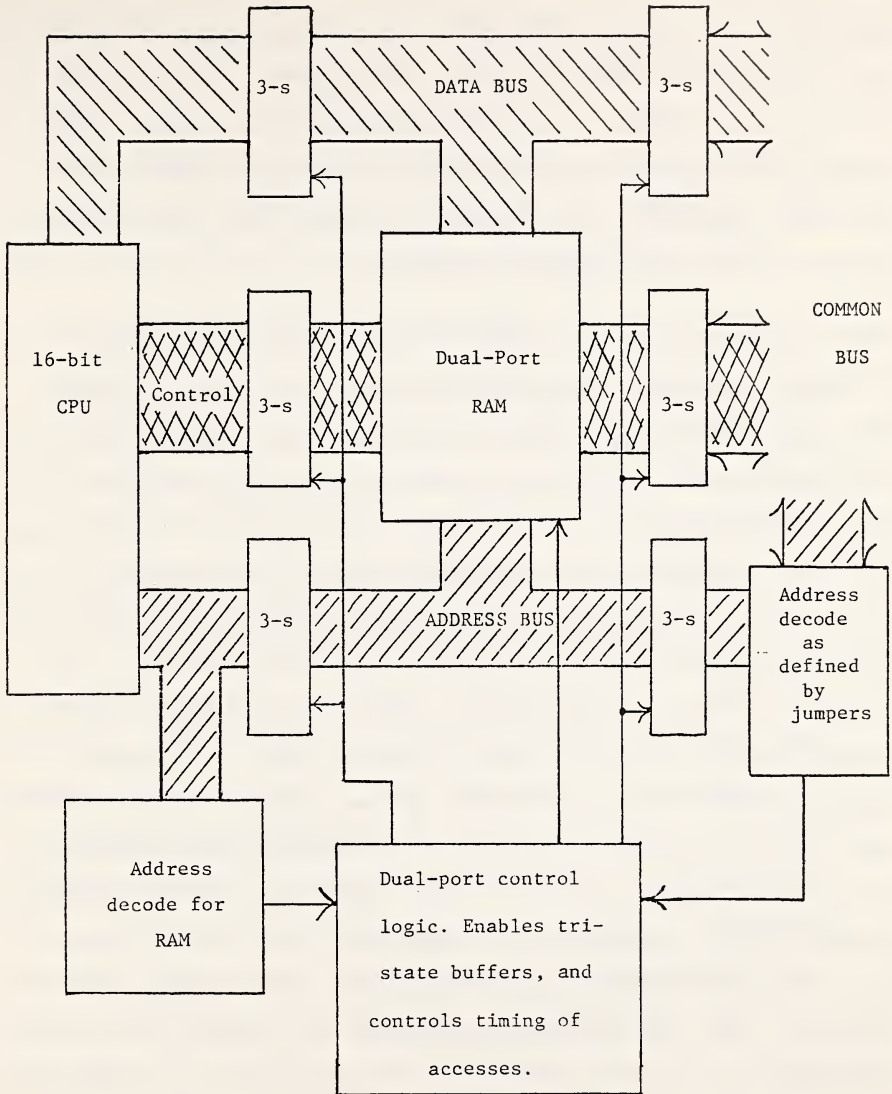 3-s
DATA BUS
3-s
16-bit
CPU
Control
3-s
Dual-Port
RAM
3-s
COMMON
BUS
3-s
ADDRESS BUS
3-s
Address
decode
as
defined
by
jumpers
Address
decode for
RAM
Dual-port control
logic. Enables tri-
state buffers, and
controls timing of
accesses.